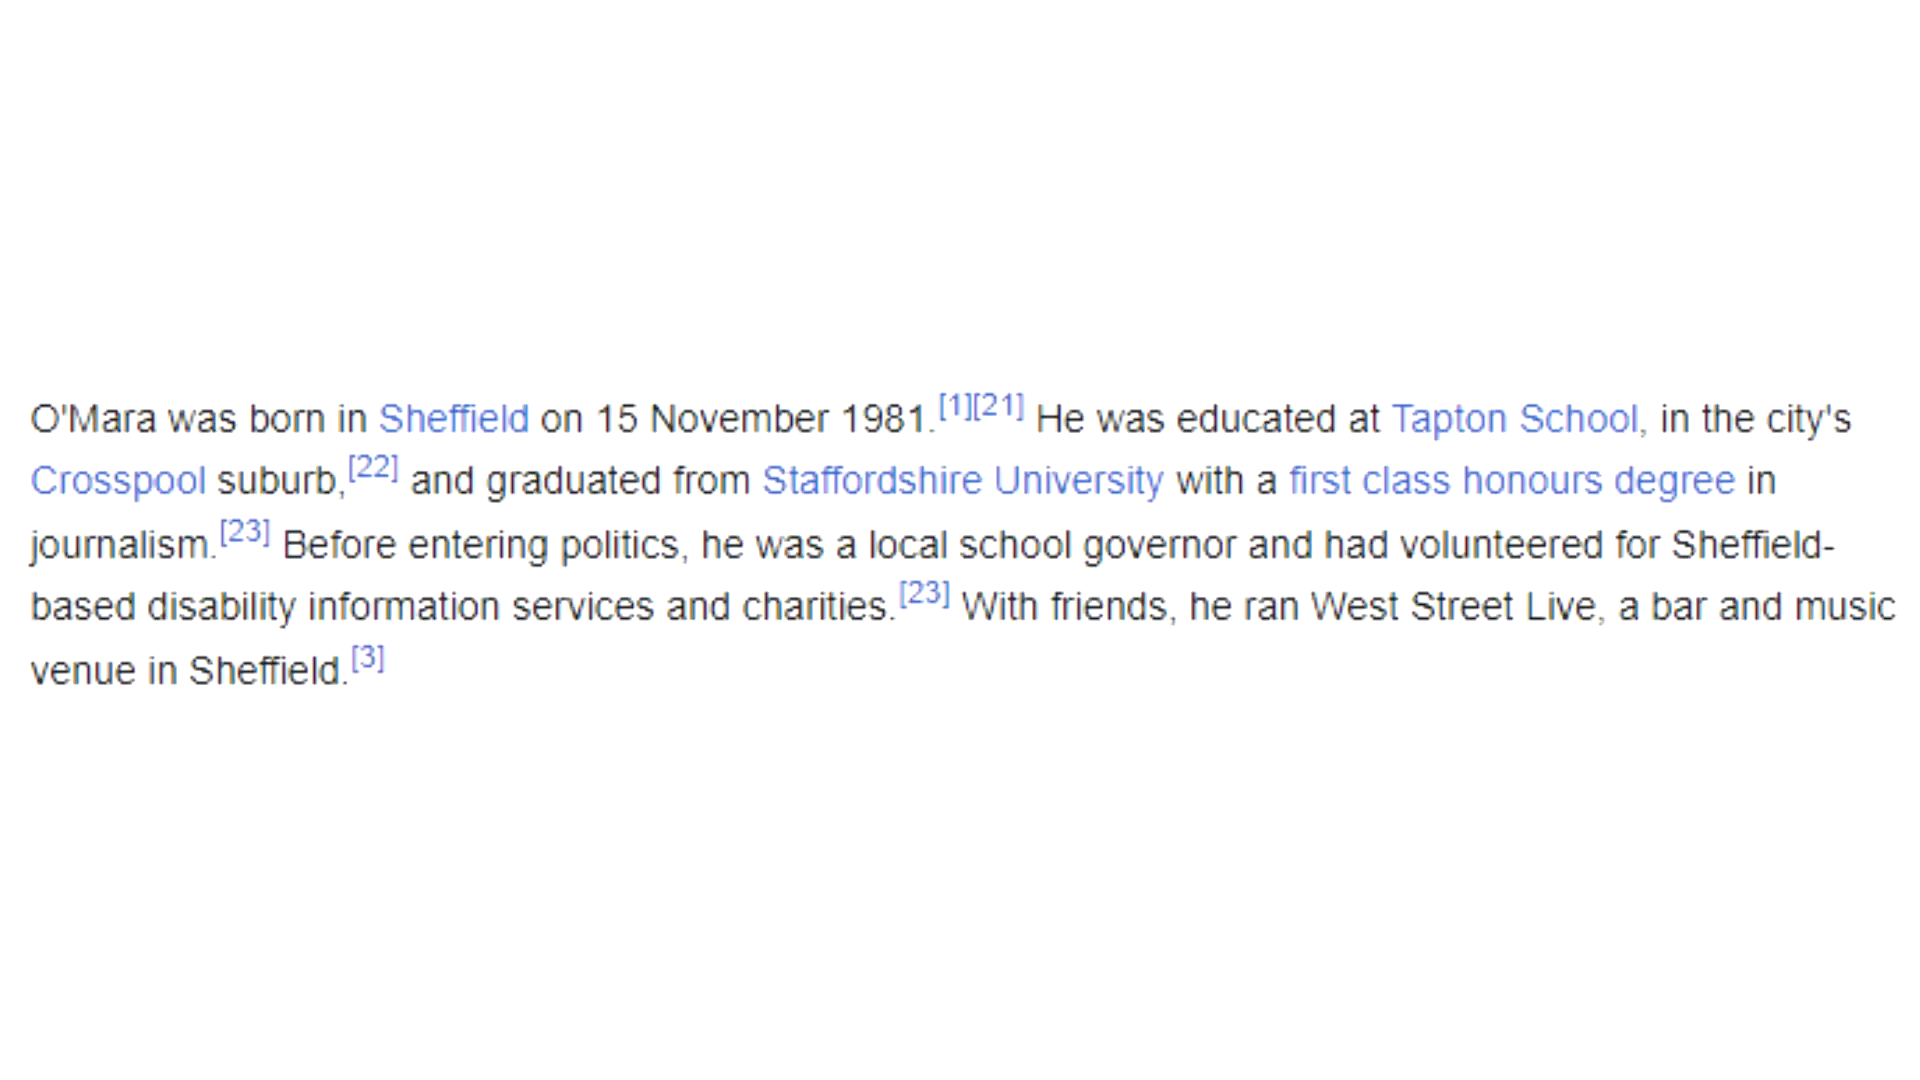 O'Mara was born in Sheffield on 15 November 1981.[1][21] He was educated at Tapton School, in the city's
Crosspool suburb,[22] and graduated from Staffordshire University with a first class honours degree in
journalism.[23] Before entering politics, he was a local school governor and had volunteered for Sheffield-
based disability information services and charities.[23] With friends, he ran West Street Live, a bar and music
venue in Sheffield.[3]